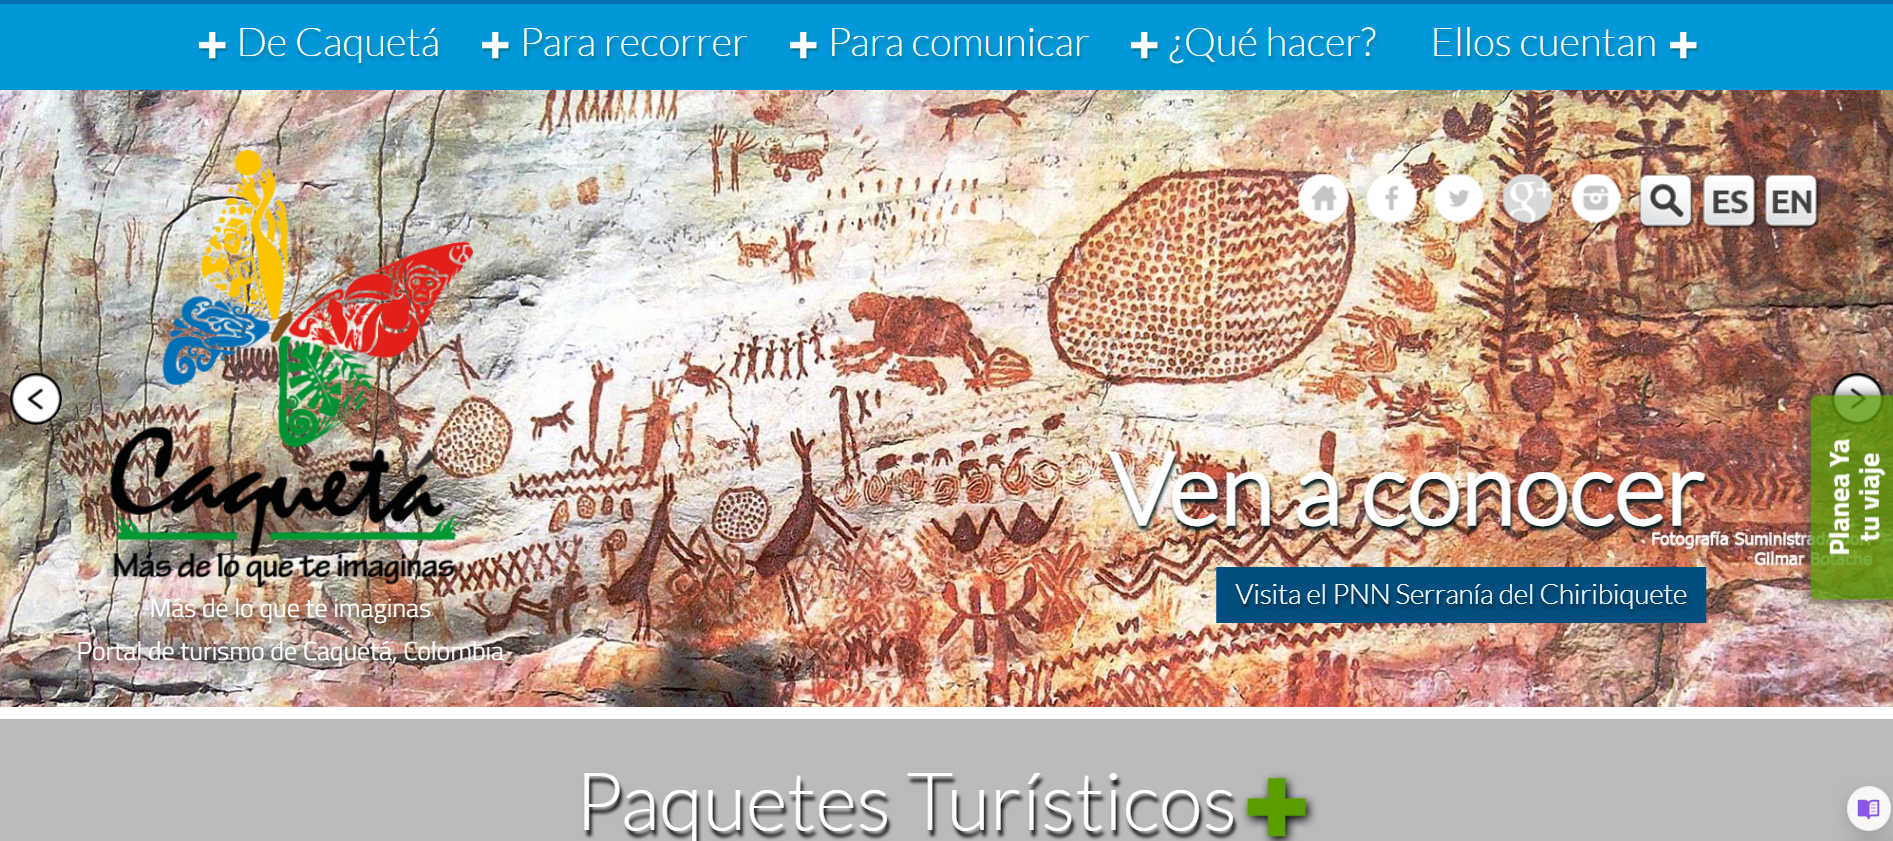 De Caquetá
Para recorrer
Para comunicar
¿Qué hacer?
Ellos cuentan
ES
EN
Caquetá
Más de lo que te imaginas
Más de lo que te imaginas
Portal de turismo de Caquetá, Colombia
Ven a conocer
Fotografía Suministrada
Gilmar Botache
Visita el PNN Serranía del Chiribiquete
Planea Ya
tu viaje
Paquetes Turísticos